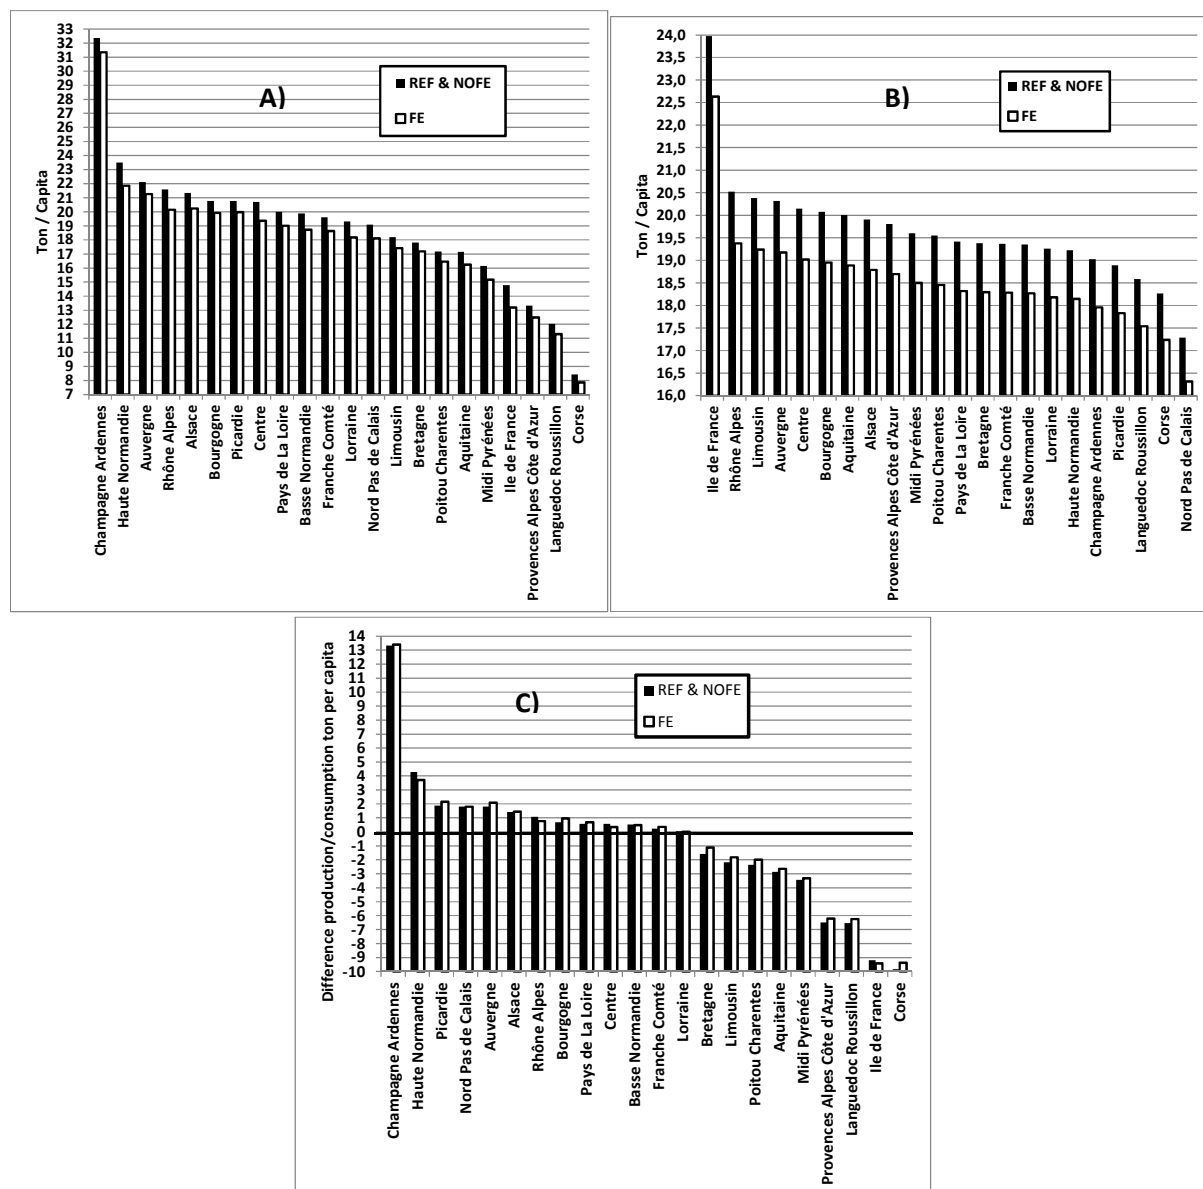 Ton / Capita
33
32
31
30
29
28
27
26
25
24
23
22
21
20
19
18
17
16
15
14
13
12
11
10
9
8
7
A)
REF & NOFE
FE
Champagne Ardennes
Haute Normandie
Auvergne
Rhône Alpes
Alsace
Bourgogne
Picardie
Centre
Pays de La Loire
Basse Normandie
Franche Comté
Lorraine
Nord Pas de Calais
Limousin
Bretagne
Poitou Charentes
Aquitaine
Midi Pyrénées
Ile de France
Provences Alpes Côte d'Azur
Languedoc Roussillon
Corse
Ton / Capita
24,0
23,5
23,0
22,5
22,0
21,5
21,0
20,5
20,0
19,5
19,0
18,5
18,0
17,5
17,0
16,5
16,0
B)
REF & NOFE
FE
Ile de France
Rhône Alpes
Limousin
Auvergne
Centre
Bourgogne
Aquitaine
Alsace
Provences Alpes Côte d'Azur
Midi Pyrénées
Poitou Charentes
Pays de La Loire
Bretagne
Franche Comté
Basse Normandie
Lorraine
Haute Normandie
Champagne Ardennes
Picardie
Languedoc Roussillon
Corse
Nord Pas de Calais
Difference production/consumption ton per capita
14
13
12
11
10
9
8
7
6
5
4
3
2
1
0
-1
-2
-3
-4
-5
-6
-7
-8
-9
-10
C)
REF & NOFE
FE
Champagne Ardennes
Haute Normandie
Picardie
Nord Pas de Calais
Auvergne
Alsace
Rhône Alpes
Bourgogne
Pays de La Loire
Centre
Basse Normandie
Franche Comté
Lorraine
Bretagne
Limousin
Poitou Charentes
Aquitaine
Midi Pyrénées
Provences Alpes Côte d'Azur
Languedoc Roussillon
Ile de France
Corse